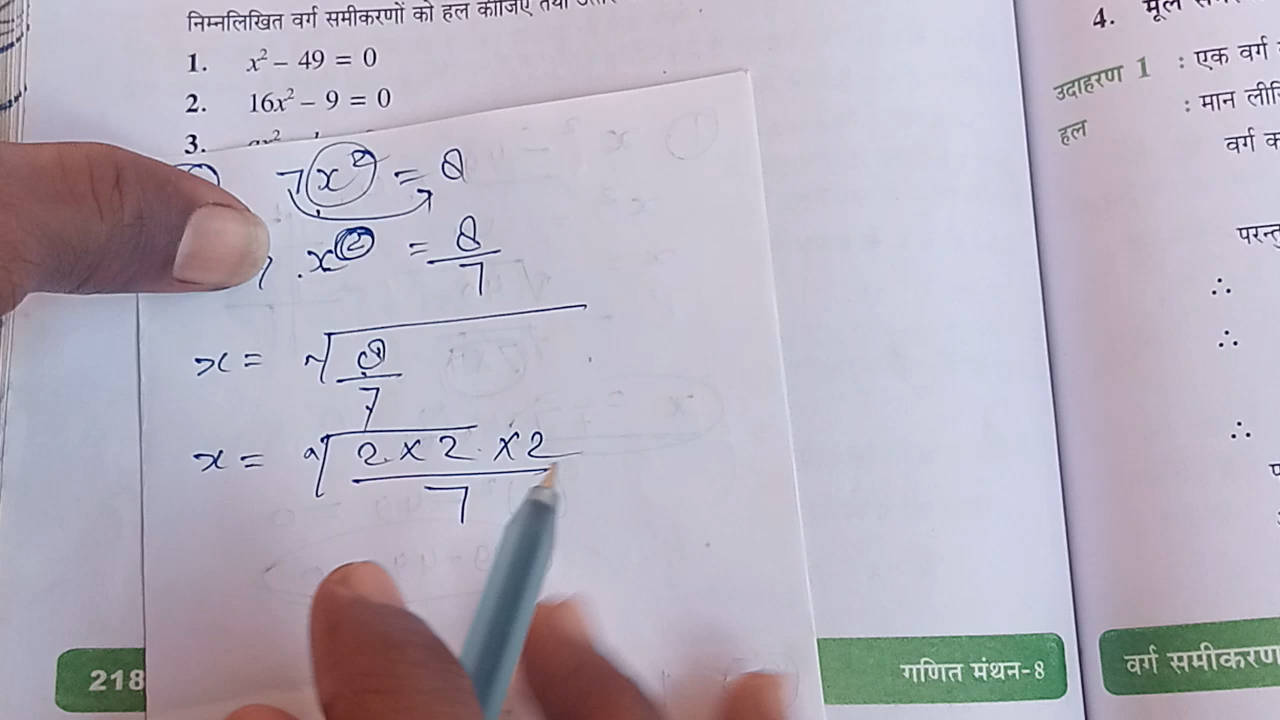 निम्नलिखित वर्ग समीकरणों को हल कीजिए तथा
1. x² – 49 = 0
2. 16x² – 9 = 0
3.
7x² = 8
x² = 8/7
x = √(8/7)
x = √(2×2×2/7)
218
गणित मंथन-8
4. मूल
उदाहरण 1 : एक वर्ग
हल : मान
वर्ग
∴
∴
∴
वर्ग समीकरण